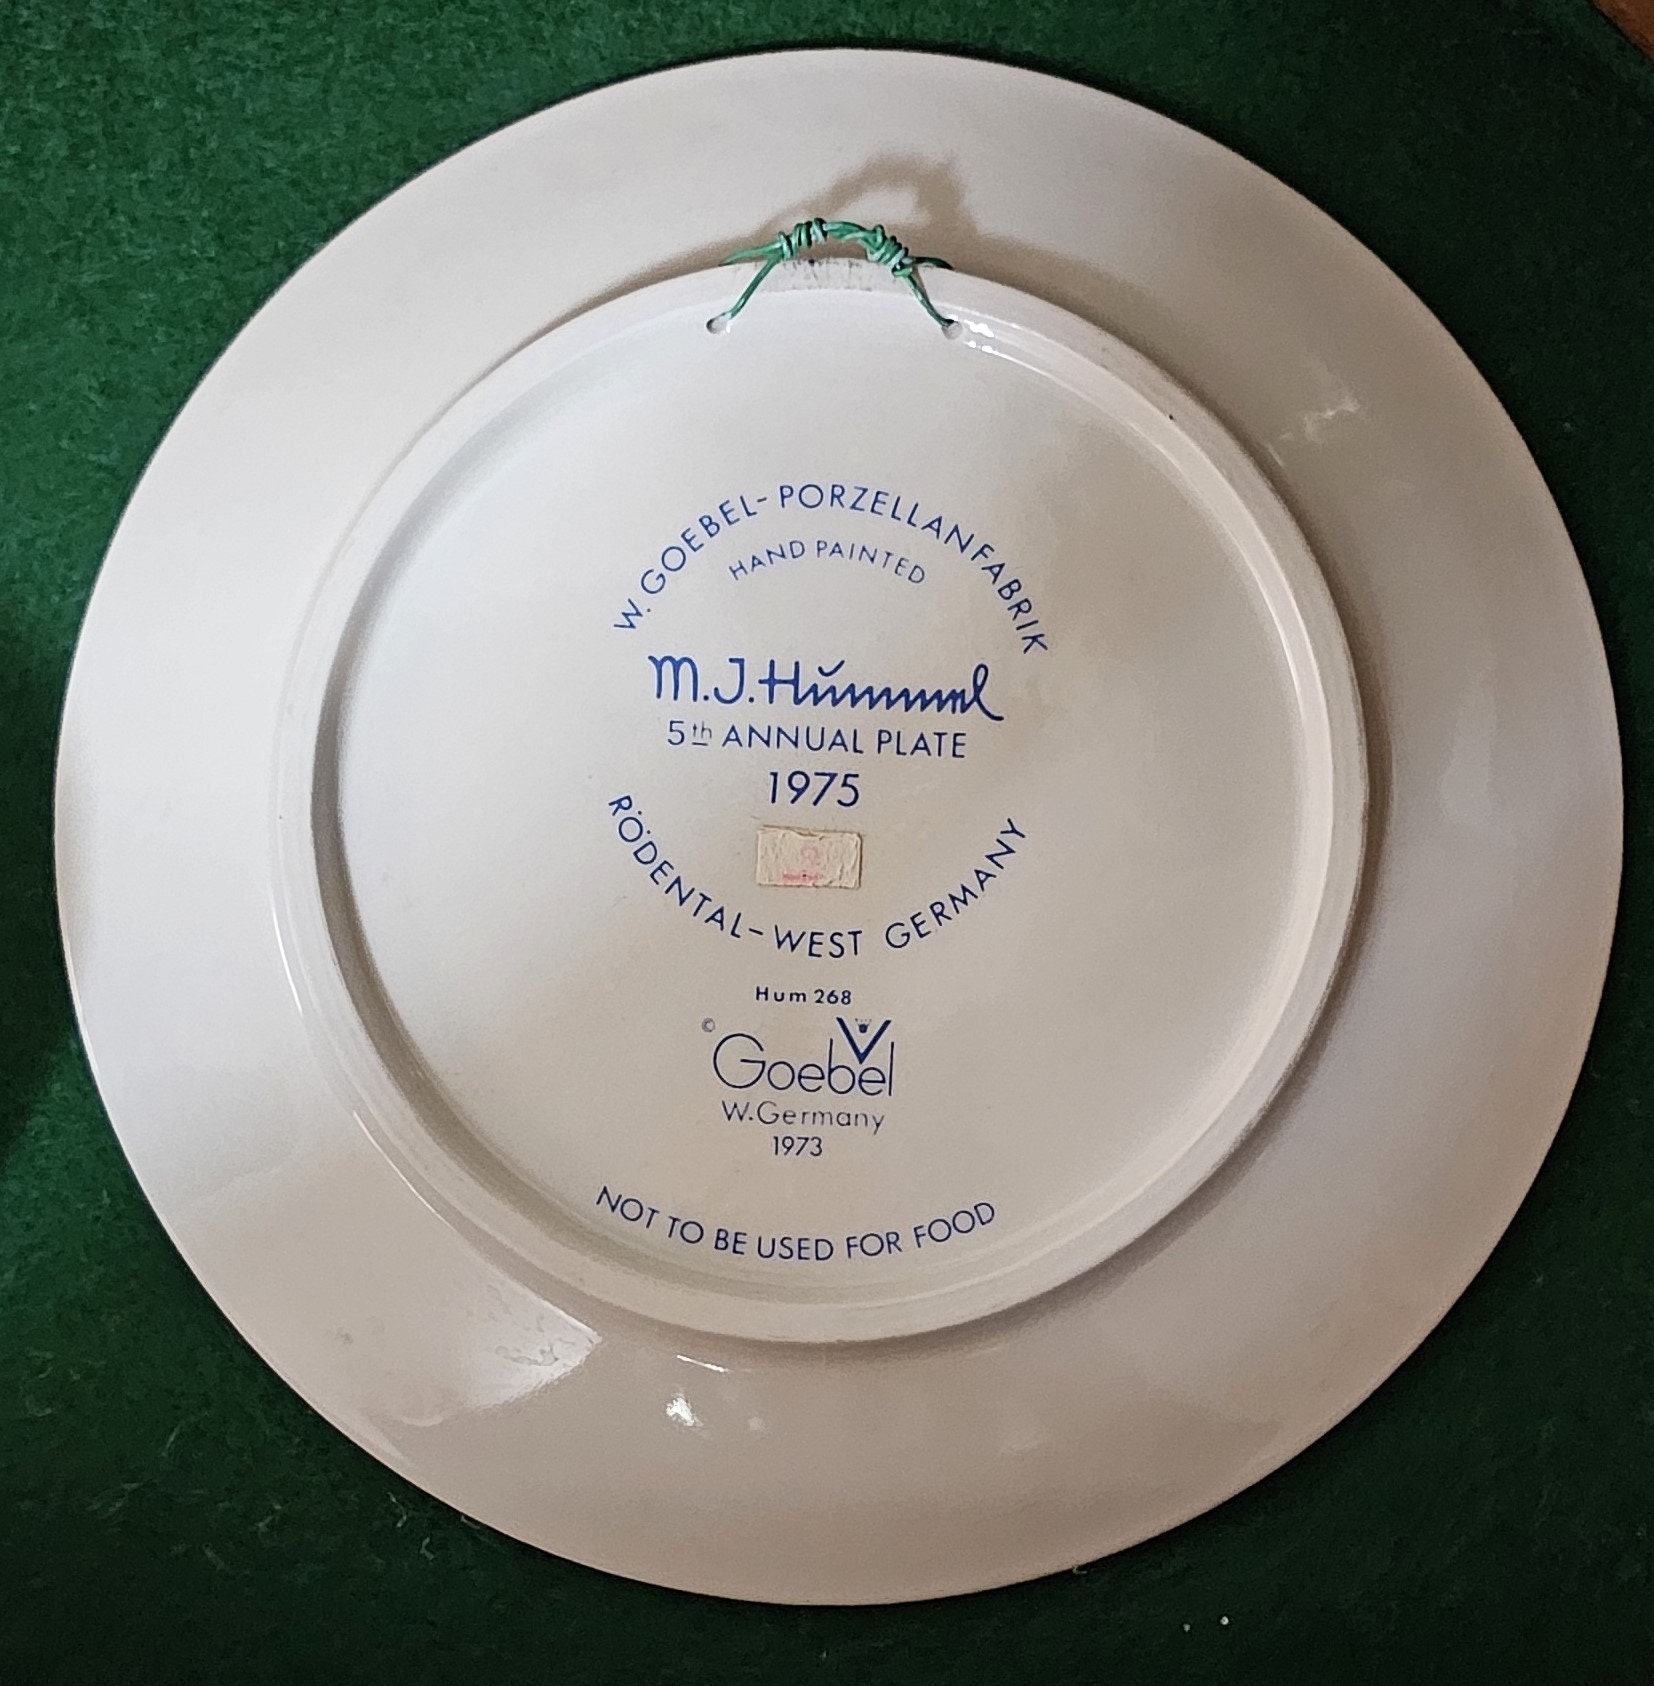 W. GOEBEL-PORZELLANFABRIK
HAND PAINTED
M.J.Hummel
5th ANNUAL PLATE
1975
RÖDENTAL-WEST GERMANY
Hum 268
© Goebel
W.Germany
1973
NOT TO BE USED FOR FOOD